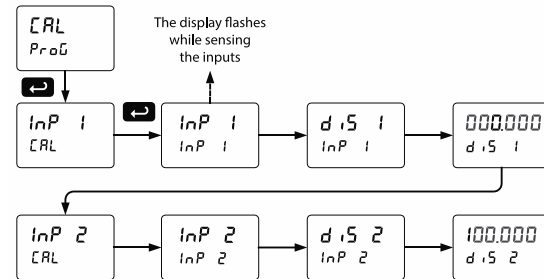 CAL
ProG
The display flashes
while sensing
the inputs
InP 1
CAL
InP 1
InP 1
diS 1
InP 1
000.000
diS 1
InP 2
CAL
InP 2
InP 2
diS 2
InP 2
100.000
diS 2